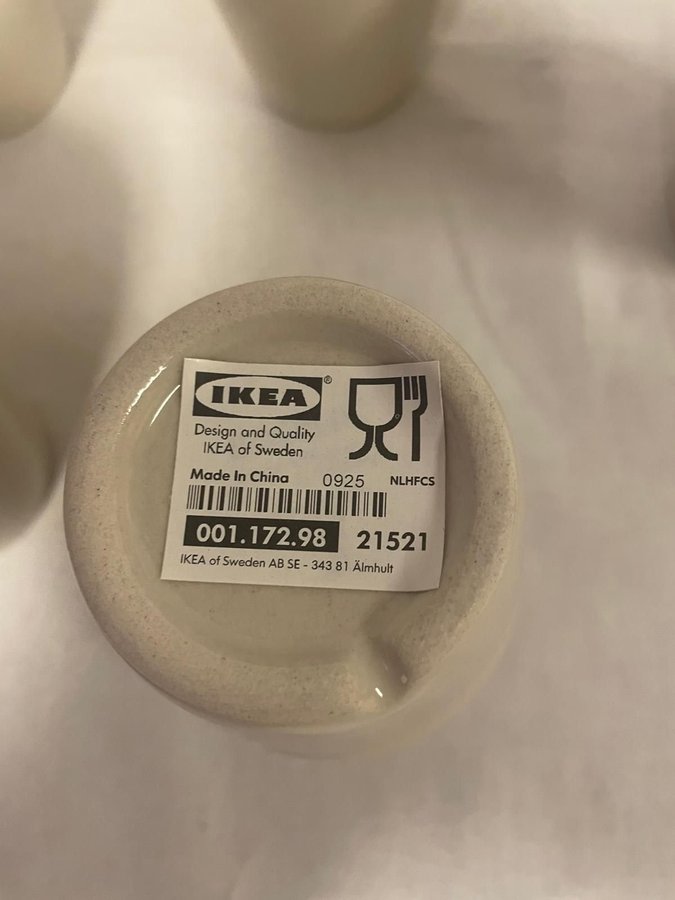 IKEA®
Design and Quality
IKEA of Sweden
Made In China 0925 NLHFCS
001.172.98 21521
IKEA of Sweden AB SE - 343 81 Älmhult